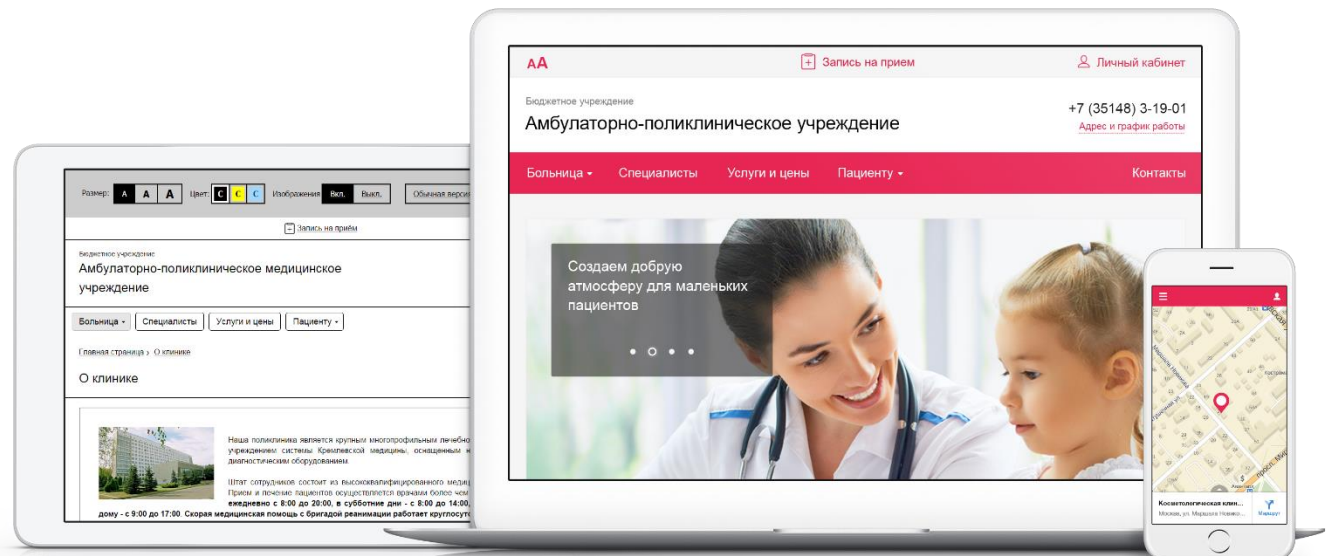 Размер: А А А Цвет: C C C Изображения Вкл. Выкл. Обычная версия
Запись на приём
Бюджетное учреждение
Амбулаторно-поликлиническое медицинское
учреждение
Больница Специалисты Услуги и цены Пациенту
Главная страница › О клинике
О клинике
Наша поликлиника является крупным многопрофильным
учреждением системы Кремлевской медицины, оснащенным
диагностическим оборудованием.
Штат сотрудников состоит из высококвалифицированного
Прием и лечение пациентов осуществляется врачами более чем
ежедневно с 8:00 до 20:00, в субботние дни - с 8:00 до 14:00,
дому - с 9:00 до 17:00. Скорая медицинская помощь с бригадой реанимации работает
АА Запись на прием Личный кабинет
Бюджетное учреждение
Амбулаторно-поликлиническое учреждение
+7 (35148) 3-19-01
Адрес и график работы
Больница Специалисты Услуги и цены Пациенту Контакты
Создаем добрую
атмосферу для маленьких
пациентов
Косметологическая клин...
Москва, ул. Маршала Новико...
Маршрут